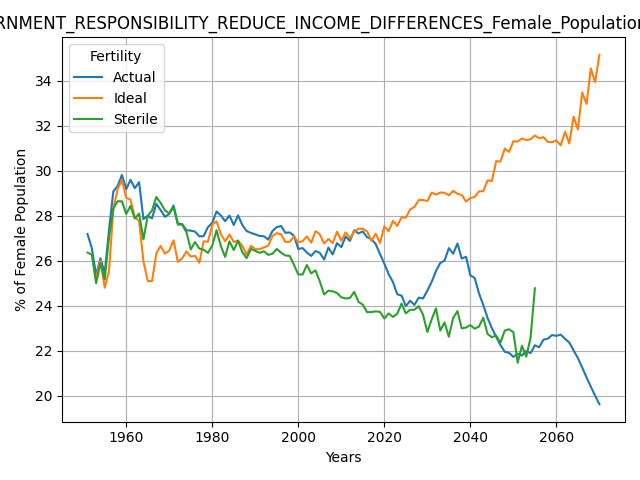 RNMENT_RESPONSIBILITY_REDUCE_INCOME_DIFFERENCES_Female_Population
Fertility
Actual
Ideal
Sterile
% of Female Population
34
32
30
28
26
24
22
20
1960 1980 2000 2020 2040 2060
Years